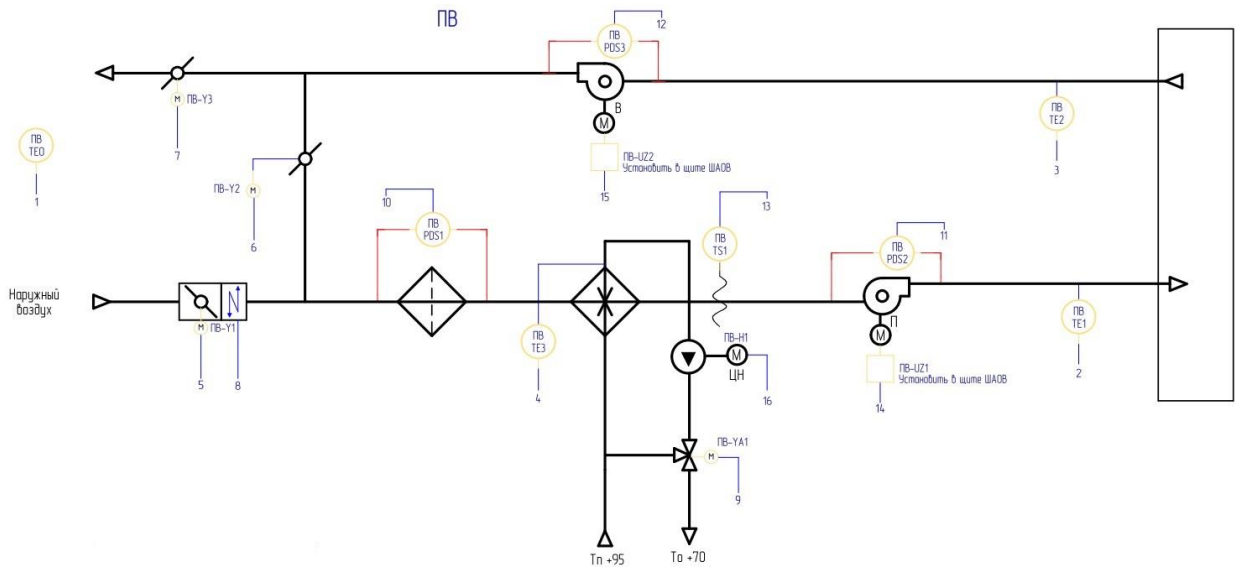 ПВ
12
ПВ
PDS3
ПВ-Y3
М
В
М
ПВ
TE0
ПВ
TE2
7
ПВ-UZ2
Установить в щите ШАОВ
1
ПВ-Y2
М
15
3
10
13
6
ПВ
PDS1
ПВ
TS1
11
ПВ
PDS2
Наружный
воздух
N
М
ПВ-Y1
П
ПВ
TE1
ПВ
TE3
ПВ-Н1
М
М
ЦН
ПВ-UZ1
Установить в щите ШАОВ
5
8
4
16
14
2
ПВ-YA1
М
9
Тп +95
То +70